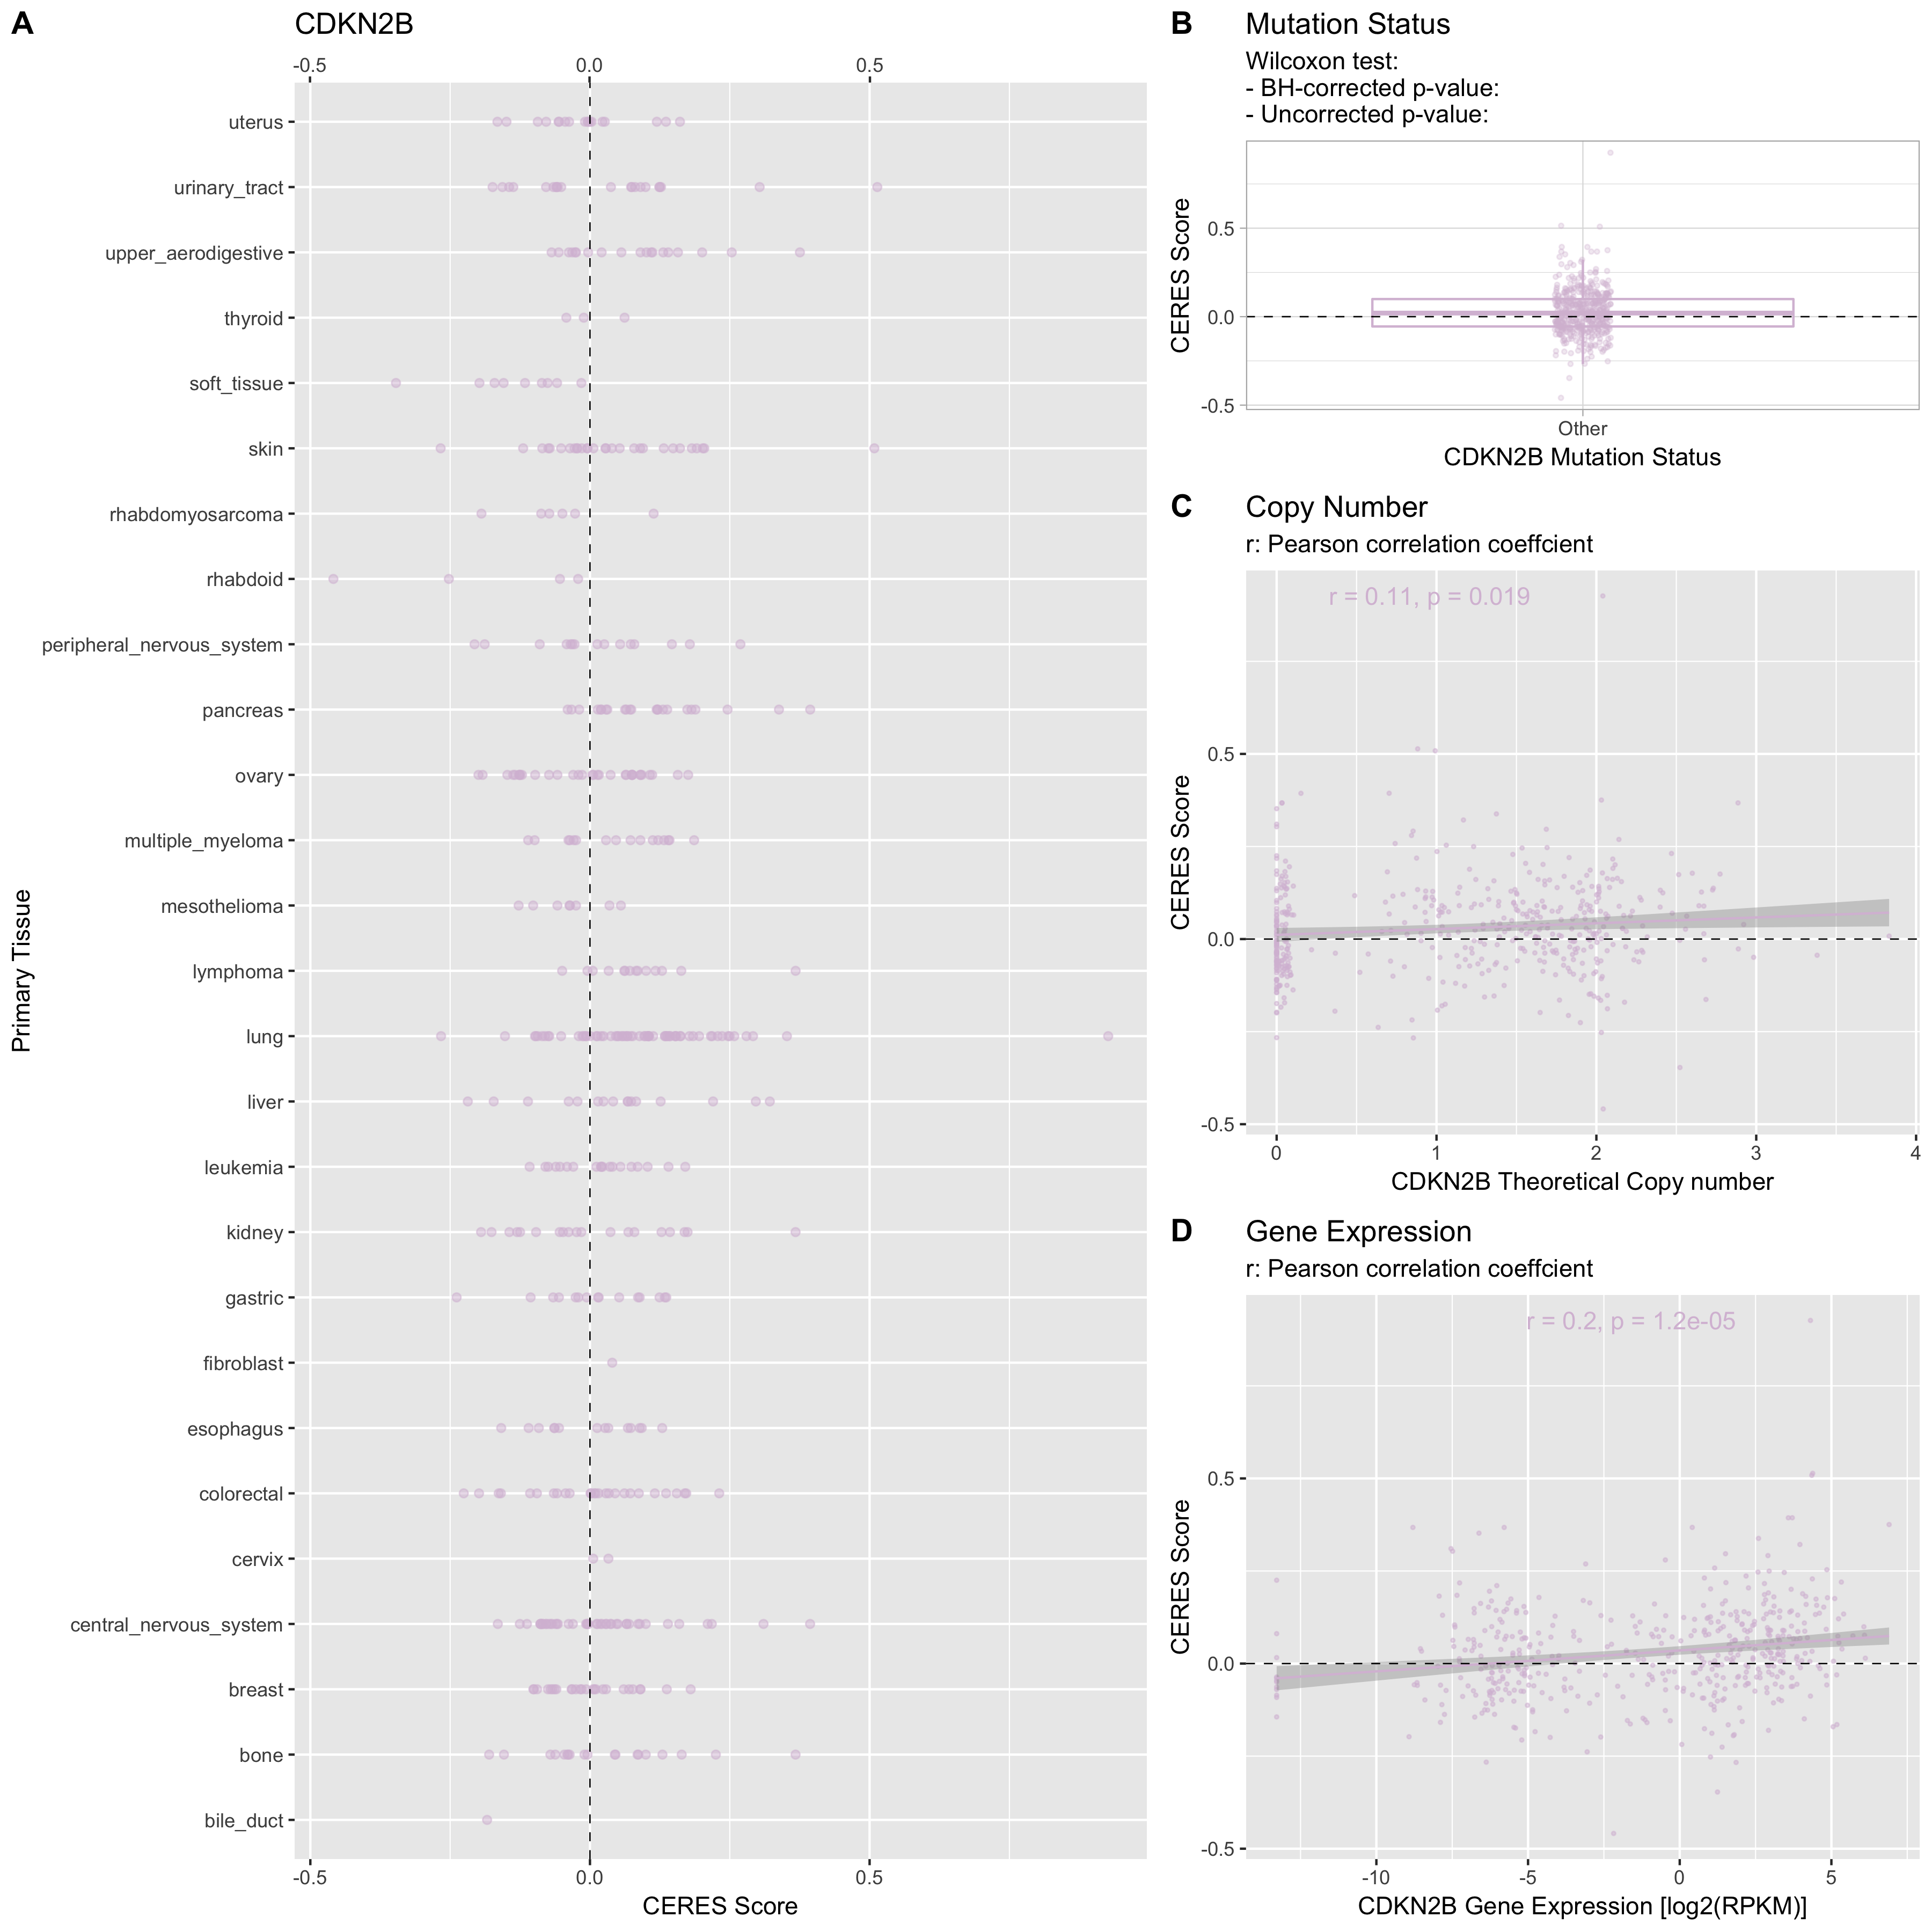 A
CDKN2B
-0.5 0.0 0.5
uterus
urinary_tract
upper_aerodigestive
thyroid
soft_tissue
skin
rhabdomyosarcoma
rhabdoid
peripheral_nervous_system
pancreas
ovary
multiple_myeloma
mesothelioma
lymphoma
lung
liver
leukemia
kidney
gastric
fibroblast
esophagus
colorectal
cervix
central_nervous_system
breast
bone
bile_duct
Primary Tissue
-0.5 0.0 0.5
CERES Score
B
Mutation Status
Wilcoxon test:
- BH-corrected p-value:
- Uncorrected p-value:
CERES Score
0.5
0.0
-0.5
Other
CDKN2B Mutation Status
C
Copy Number
r: Pearson correlation coeffcient
r = 0.11, p = 0.019
CERES Score
0.5
0.0
-0.5
0 1 2 3 4
CDKN2B Theoretical Copy number
D
Gene Expression
r: Pearson correlation coeffcient
r = 0.2, p = 1.2e-05
CERES Score
0.5
0.0
-0.5
-10 -5 0 5
CDKN2B Gene Expression [log2(RPKM)]